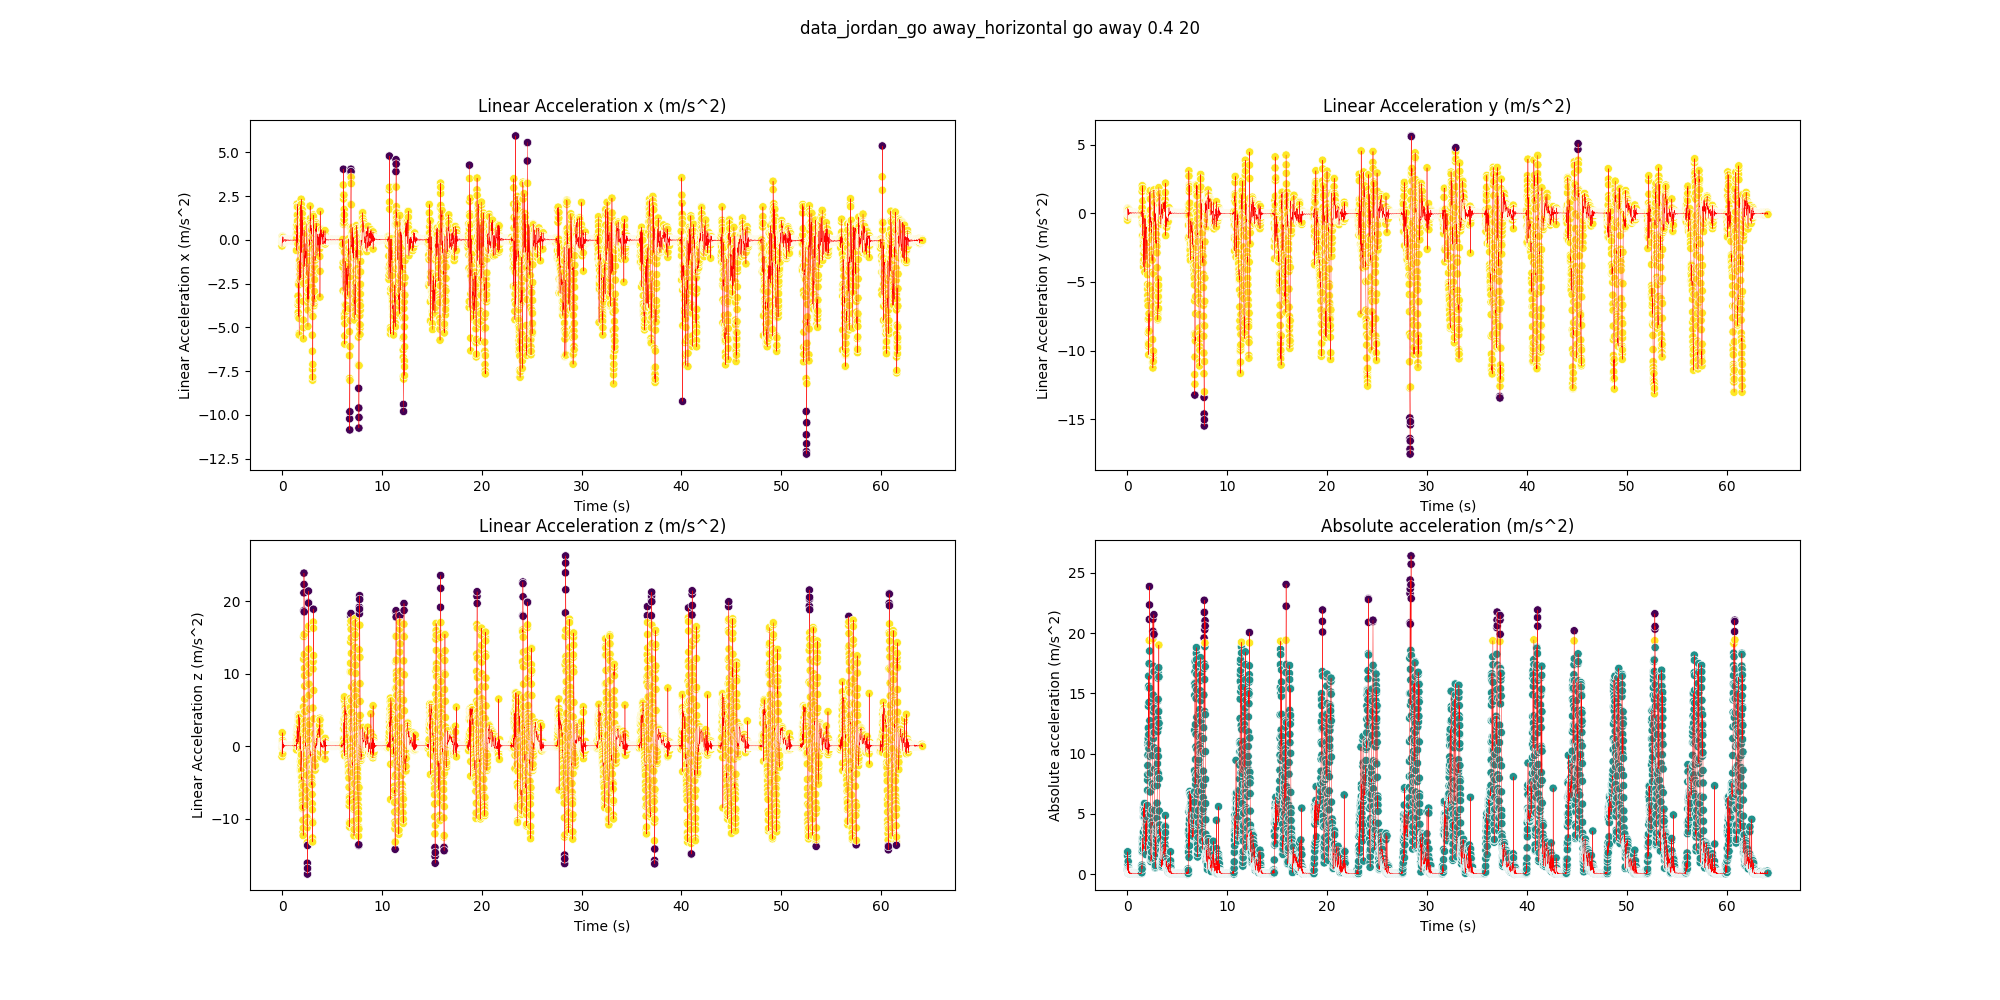 data_jordan_go away_horizontal go away 0.4 20
Linear Acceleration x (m/s^2)
Linear Acceleration x (m/s^2)
5.0
2.5
0.0
−2.5
−5.0
−7.5
−10.0
−12.5
0 10 20 30 40 50 60
Time (s)
Linear Acceleration y (m/s^2)
Linear Acceleration y (m/s^2)
5
0
−5
−10
−15
0 10 20 30 40 50 60
Time (s)
Linear Acceleration z (m/s^2)
Linear Acceleration z (m/s^2)
20
10
0
−10
0 10 20 30 40 50 60
Time (s)
Absolute acceleration (m/s^2)
Absolute acceleration (m/s^2)
25
20
15
10
5
0
0 10 20 30 40 50 60
Time (s)